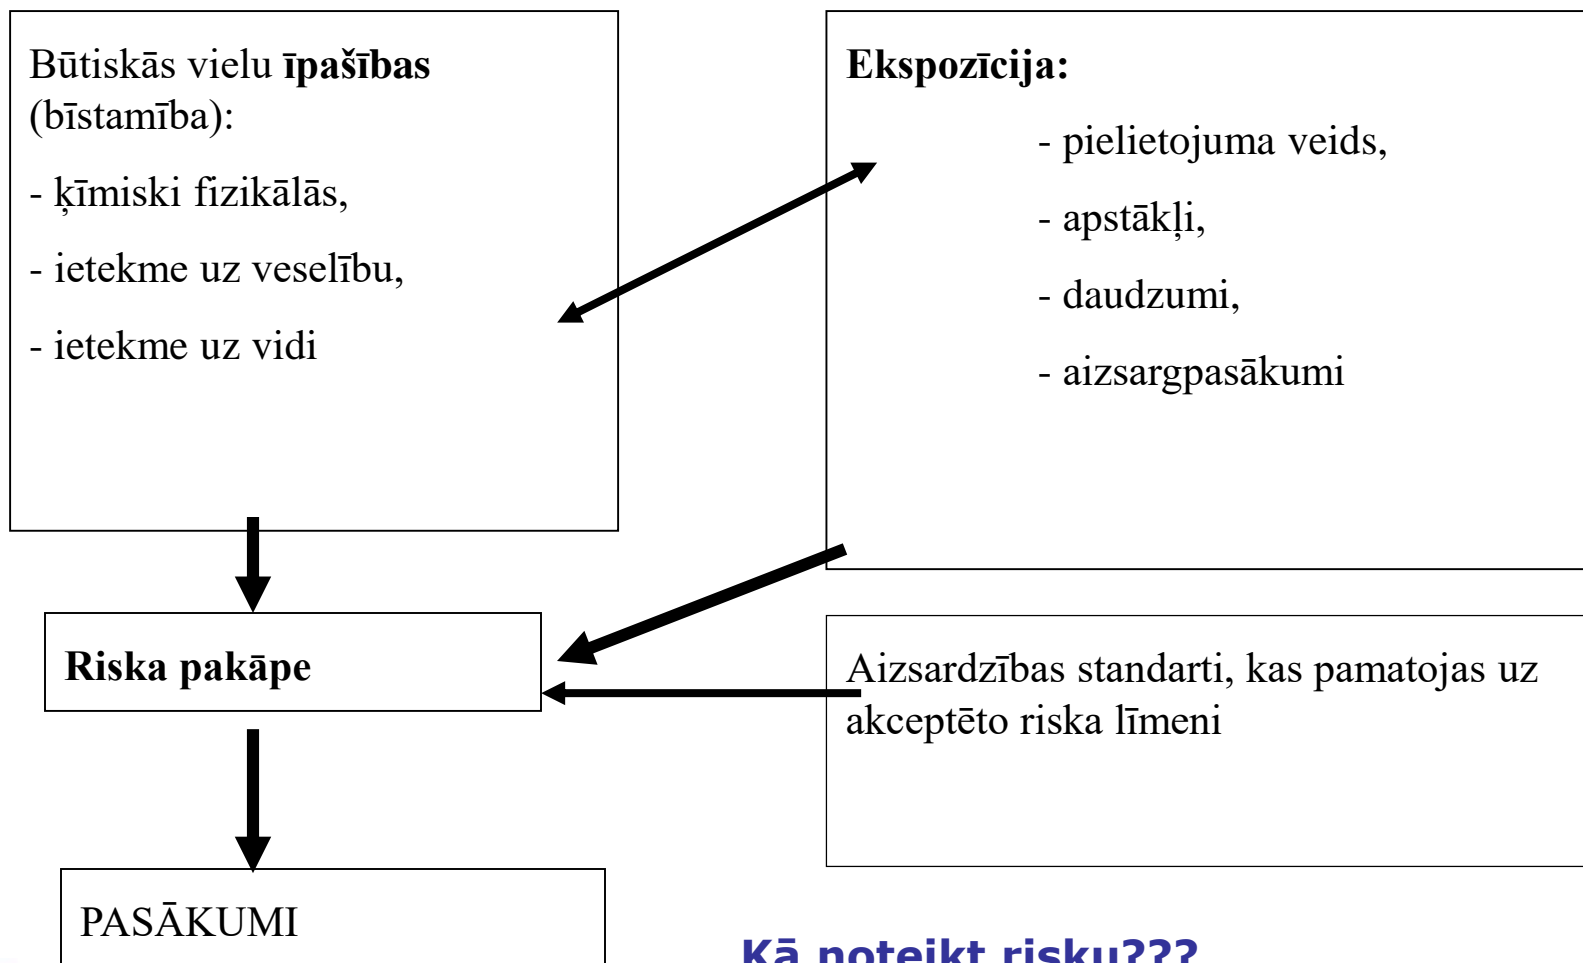 Būtiskās vielu īpašības
(bīstamība):
- ķīmiski fizikālās,
- ietekme uz veselību,
- ietekme uz vidi
Ekspozīcija:
- pielietojuma veids,
- apstākļi,
- daudzumi,
- aizsargpasākumi
Riska pakāpe
Aizsardzības standarti, kas pamatojas uz
akceptēto riska līmeni
PASĀKUMI
Kā noteikt risku???